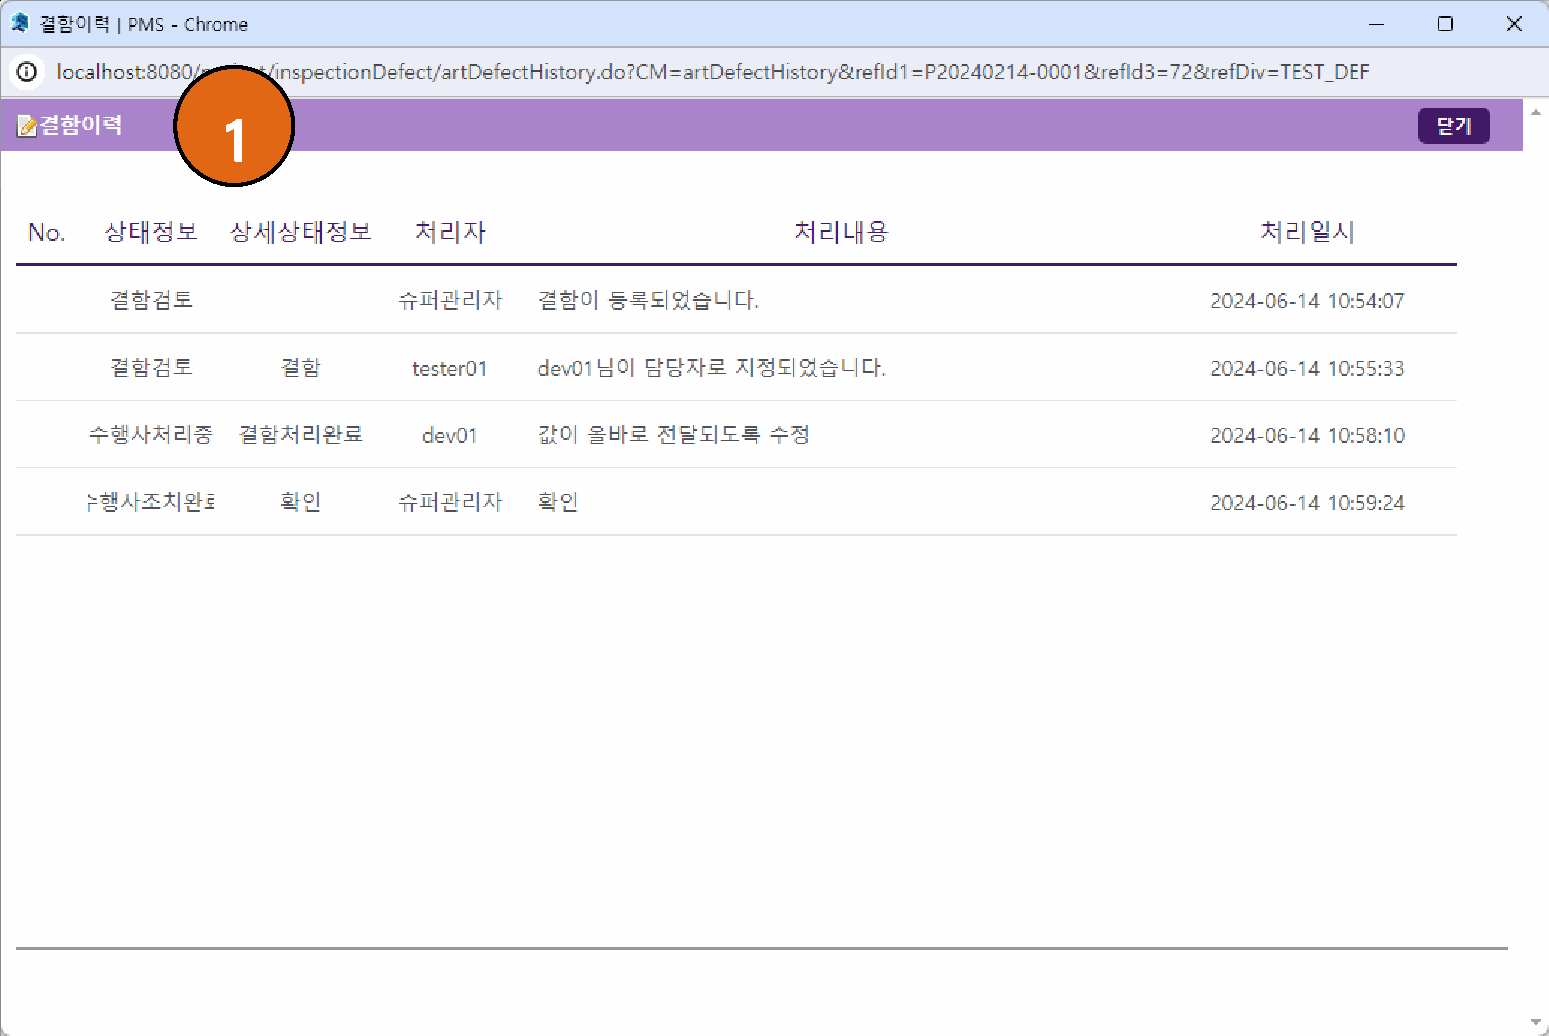 결함이력 | PMS - Chrome
localhost:8080/ /inspectionDefect/artDefectHistory.do?CM=artDefectHistory&refId1=P20240214-0001&refId3=72&refDiv=TEST_DEF
결함이력 1 닫기
No. 상태정보 상세상태정보 처리자 처리내용 처리일시
결함검토 슈퍼관리자 결함이 등록되었습니다. 2024-06-14 10:54:07
결함검토 결함 tester01 dev01님이 담당자로 지정되었습니다. 2024-06-14 10:55:33
수행사처리중 결함처리완료 dev01 값이 올바로 전달되도록 수정 2024-06-14 10:58:10
수행사조치완료 확인 슈퍼관리자 확인 2024-06-14 10:59:24